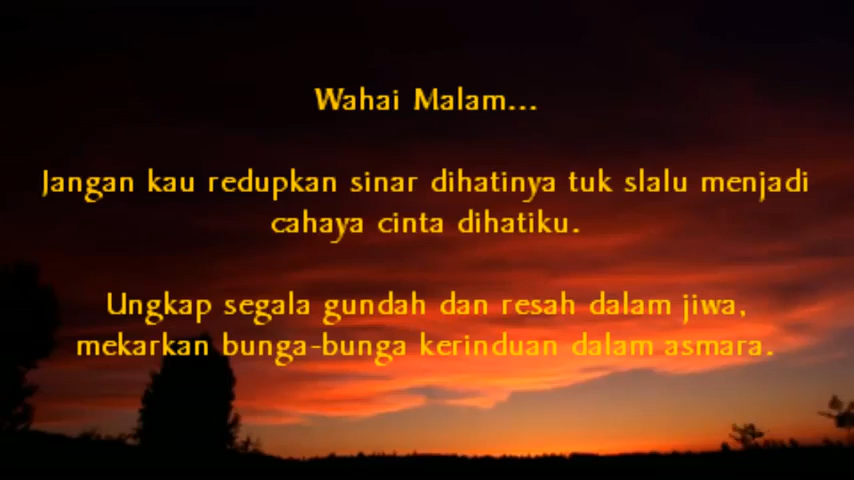 Wahai Malam...
Jangan kau redupkan sinar dihatinya tuk slalu menjadi
cahaya cinta dihatiku.
Ungkap segala gundah dan resah dalam jiwa,
mekarkan bunga-bunga kerinduan dalam asmara.